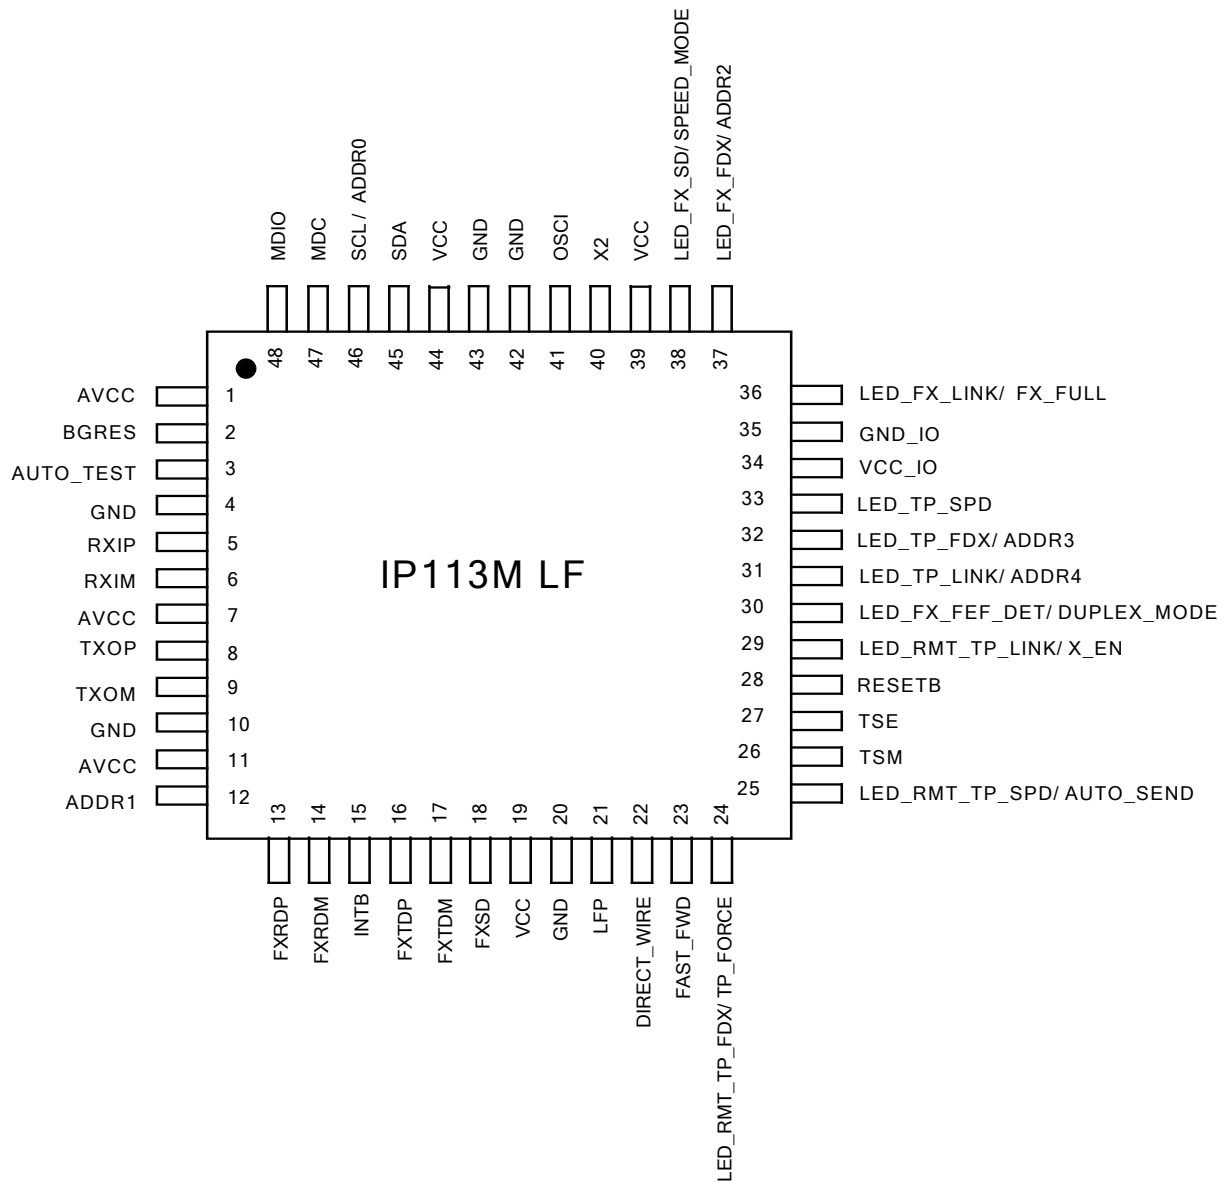 LED_FX_SD/ SPEED_MODE
LED_FX_FDX/ ADDR2
MDIO
MDC
SCL / ADDR0
SDA
VCC
GND
GND
OSCI
X2
VCC
48
47
46
45
44
43
42
41
40
39
38
37
AVCC
1
BGRES
2
AUTO_TEST
3
GND
4
RXIP
5
RXIM
6
AVCC
7
TXOP
8
TXOM
9
GND
10
AVCC
11
ADDR1
12
IP113M LF
36
LED_FX_LINK/ FX_FULL
35
GND_IO
34
VCC_IO
33
LED_TP_SPD
32
LED_TP_FDX/ ADDR3
31
LED_TP_LINK/ ADDR4
30
LED_FX_FEF_DET/ DUPLEX_MODE
29
LED_RMT_TP_LINK/ X_EN
28
RESETB
27
TSE
26
TSM
25
LED_RMT_TP_SPD/ AUTO_SEND
13
14
15
16
17
18
19
20
21
22
23
24
FXRDP
FXRDM
INTB
FXTDP
FXTDM
FXSD
VCC
GND
LFP
DIRECT_WIRE
FAST_FWD
LED_RMT_TP_FDX/ TP_FORCE